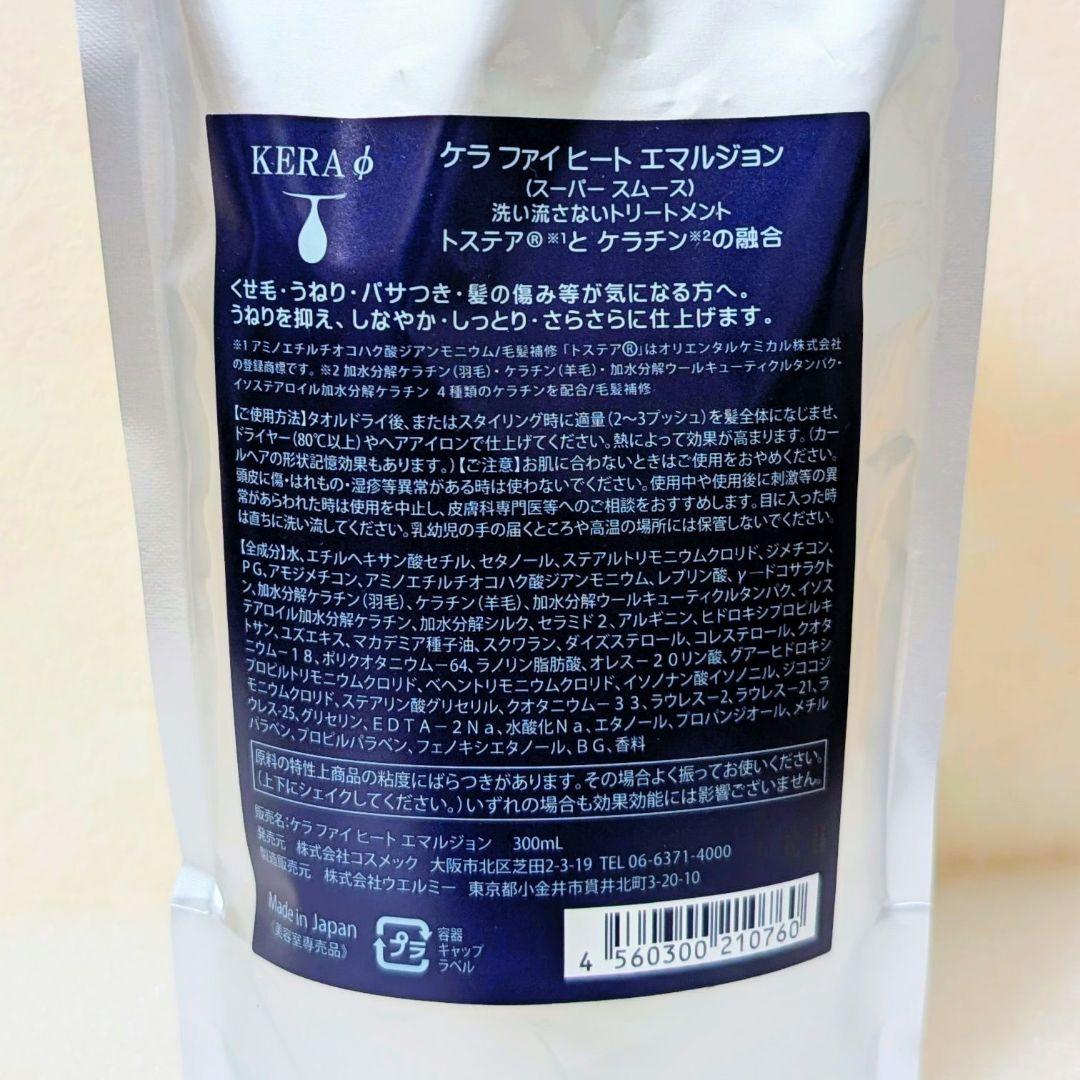 KERA φ
ケラ ファイ ヒート エマルジョン
(スーパー スムース)
洗い流さないトリートメント
トステア®※1と ケラチン※2の融合
くせ毛・うねり・パサつき・髪の傷み等が気になる方へ。
うねりを抑え、しなやか・しっとり・さらさらに仕上げます。
※1 アミノエチルチオコハク酸ジアンモニウム/毛髪補修 「トステア®」はオリエンタルケミカル株式会社
の登録商標です。 ※2 加水分解ケラチン(羽毛)・ケラチン(羊毛)・加水分解ウールキューティクルタンパク・
イソステアロイル加水分解ケラチン 4種類のケラチンを配合/毛髪補修
【ご使用方法】タオルドライ後、またはスタイリング時に適量(2~3プッシュ)を髪全体になじませ、
ドライヤー(80℃以上)やヘアアイロンで仕上げてください。熱によって効果が高まります。(カー
ルヘアの形状記憶効果もあります。)【ご注意】お肌に合わないときはご使用をおやめください。
頭皮に傷・はれもの・湿疹等異常がある時は使わないでください。使用中や使用後に刺激等の異
常があらわれた時は使用を中止し、皮膚科専門医等へのご相談をおすすめします。目に入った時
は直ちに洗い流してください。乳幼児の手の届くところや高温の場所には保管しないでください。
【全成分】水、エチルヘキサン酸セチル、セタノール、ステアルトリモニウムクロリド、ジメチコン、
PG、アモジメチコン、アミノエチルチオコハク酸ジアンモニウム、レブリン酸、γ-ドコサラクト
ン、加水分解ケラチン(羽毛)、ケラチン(羊毛)、加水分解ウールキューティクルタンパク、イソス
テアロイル加水分解ケラチン、加水分解シルク、セラミド2、アルギニン、ヒドロキシプロピルキ
トサン、ユズエキス、マカデミア種子油、スクワラン、ダイズステロール、コレステロール、クオタ
ニウム-18、ポリクオタニウム-64、ラノリン脂肪酸、オレス-20リン酸、グアーヒドロキシ
プロピルトリモニウムクロリド、ベヘントリモニウムクロリド、イソノナン酸イソノニル、ジココジ
モニウムクロリド、ステアリン酸グリセリル、クオタニウム-33、ラウレス-2、ラウレス-21、ラ
ウレス-25、グリセリン、EDTA-2Na、水酸化Na、エタノール、プロパンジオール、メチル
パラベン、プロピルパラベン、フェノキシエタノール、BG、香料
原料の特性上商品の粘度にばらつきがあります。その場合よく振ってお使いください。
(上下にシェイクしてください。)いずれの場合も効果効能には影響ございません。
販売名:ケラ ファイ ヒート エマルジョン 300mL
発売元 株式会社コスメック 大阪市北区芝田2-3-19 TEL 06-6371-4000
製造販売元 株式会社ウエルミー 東京都小金井市貫井北町3-20-10
Made in Japan
《美容室専売品》
プラ
容器
キャップ
ラベル
4 560300 210760